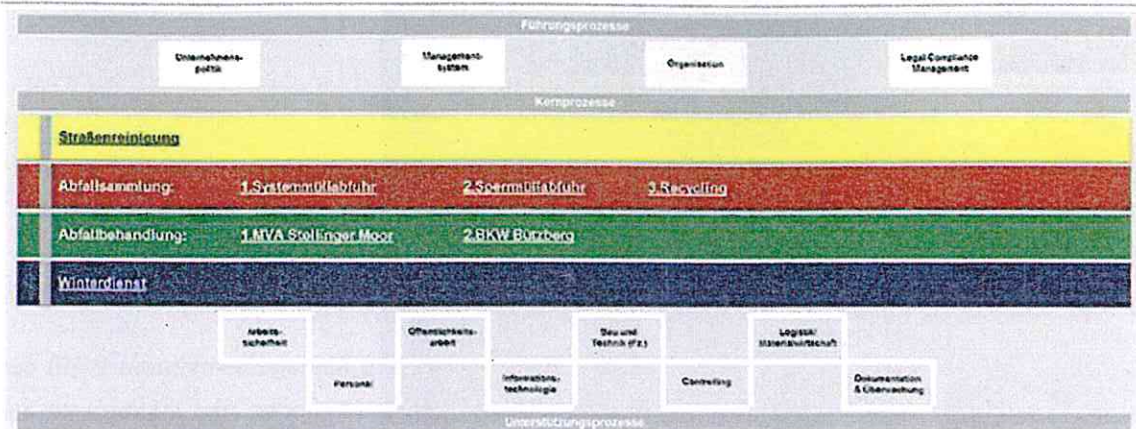 Führungsprozesse
Unternehmens-
politik
Management-
system
Organisation
Legal Compliance
Management
Kernprozesse
Straßenreinigung
Abfallsammlung: 1.Systemmüllabfuhr 2.Sperrmüllabfuhr 3.Recycling
Abfallbehandlung: 1.MVA Stellinger Moor 2.BKW Bützberg
Winterdienst
Arbeits-
sicherheit
Öffentlichkeits-
arbeit
Bau und
Technik (Fz.)
Logistik/
Materialwirtschaft
Personal
Informations-
technologie
Controlling
Dokumentation
& Überwachung
Unterstützungsprozesse